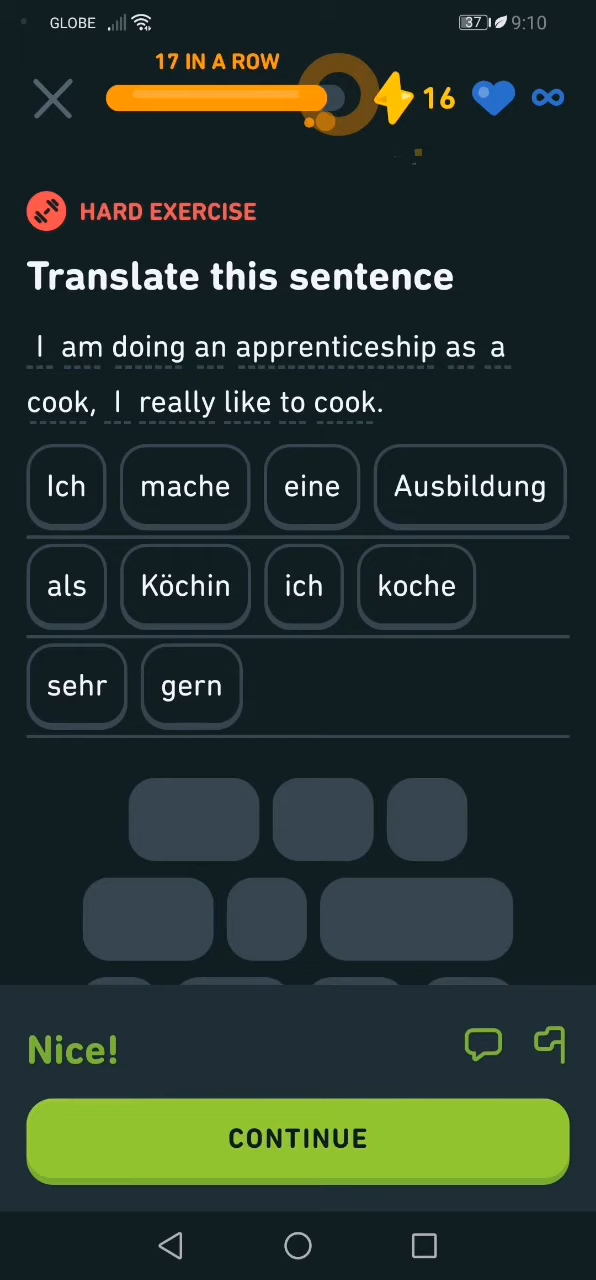 GLOBE 37 9:10
17 IN A ROW
16
HARD EXERCISE
Translate this sentence
I am doing an apprenticeship as a
cook, I really like to cook.
Ich mache eine Ausbildung
als Köchin ich koche
sehr gern
Nice!
CONTINUE